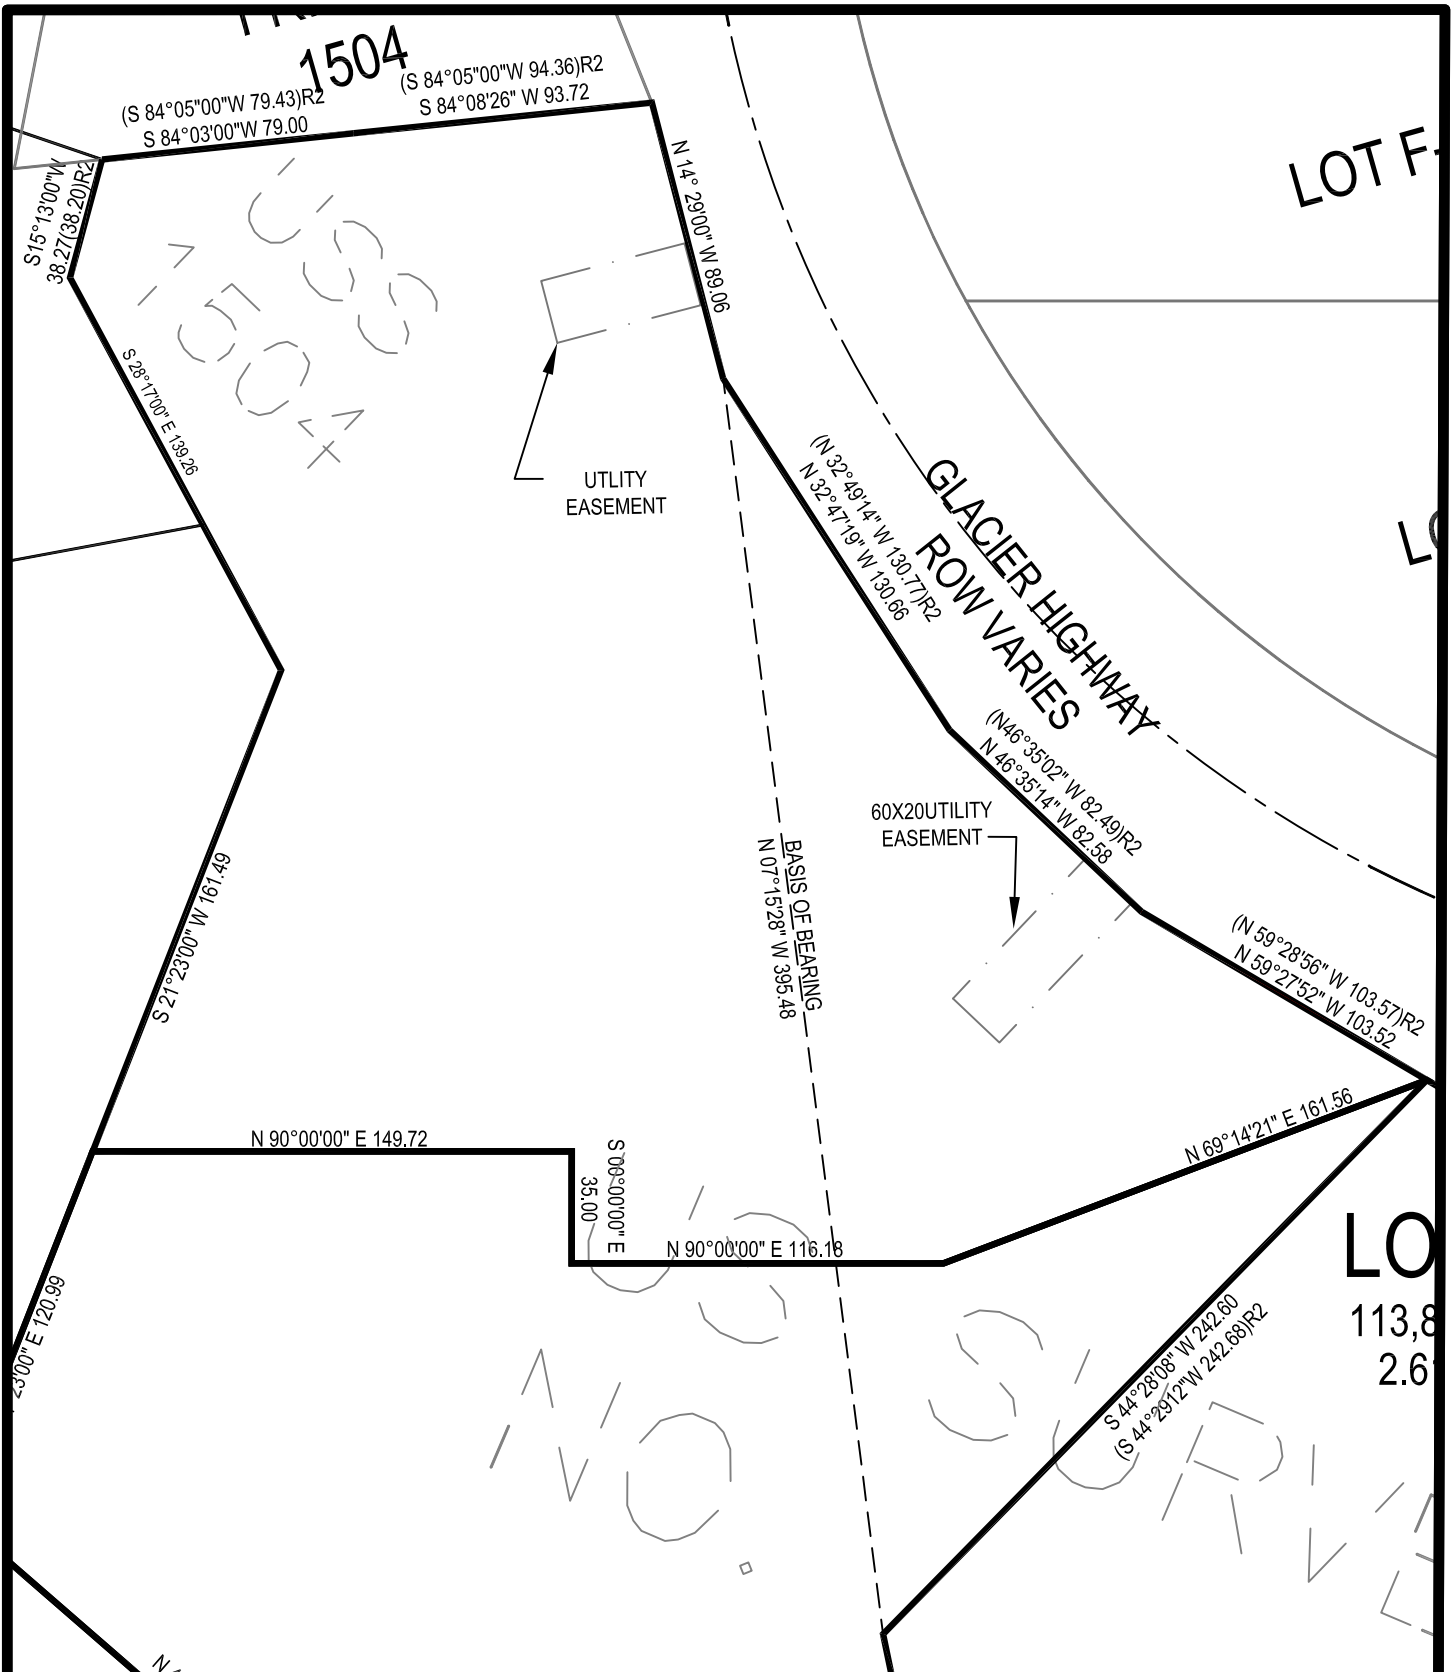 1504
(S 84°05"00"W 79.43)R2
S 84°03'00"W 79.00
(S 84°05"00"W 94.36)R2
S 84°08'26" W 93.72
S15°13'00"W
38.27(38.20)R2
N 14° 29'00" W 89.06
LOT F-
USS
1504
S 28°17'00" E 139.26
UTLITY
EASEMENT
(N 32°49'14" W 130.77)R2
N 32°47'19" W 130.66
GLACIER HIGHWAY
ROW VARIES
(N46°35'02" W 82.49)R2
N 46°35'14" W 82.58
60X20UTILITY
EASEMENT
BASIS OF BEARING
N 07°15'28" W 395.48
S 21°23'00" W 161.49
(N 59°28'56" W 103.57)R2
N 59°27'52" W 103.52
N 90°00'00" E 149.72
S 00°00'00" E
35.00
N 90°00'00" E 116.18
N 69°14'21" E 161.56
LO
113,8
2.6
23'00" E 120.99
S 44°28'08" W 242.60
(S 44°2912"W 242.68)R2
U S SURVE
NO.